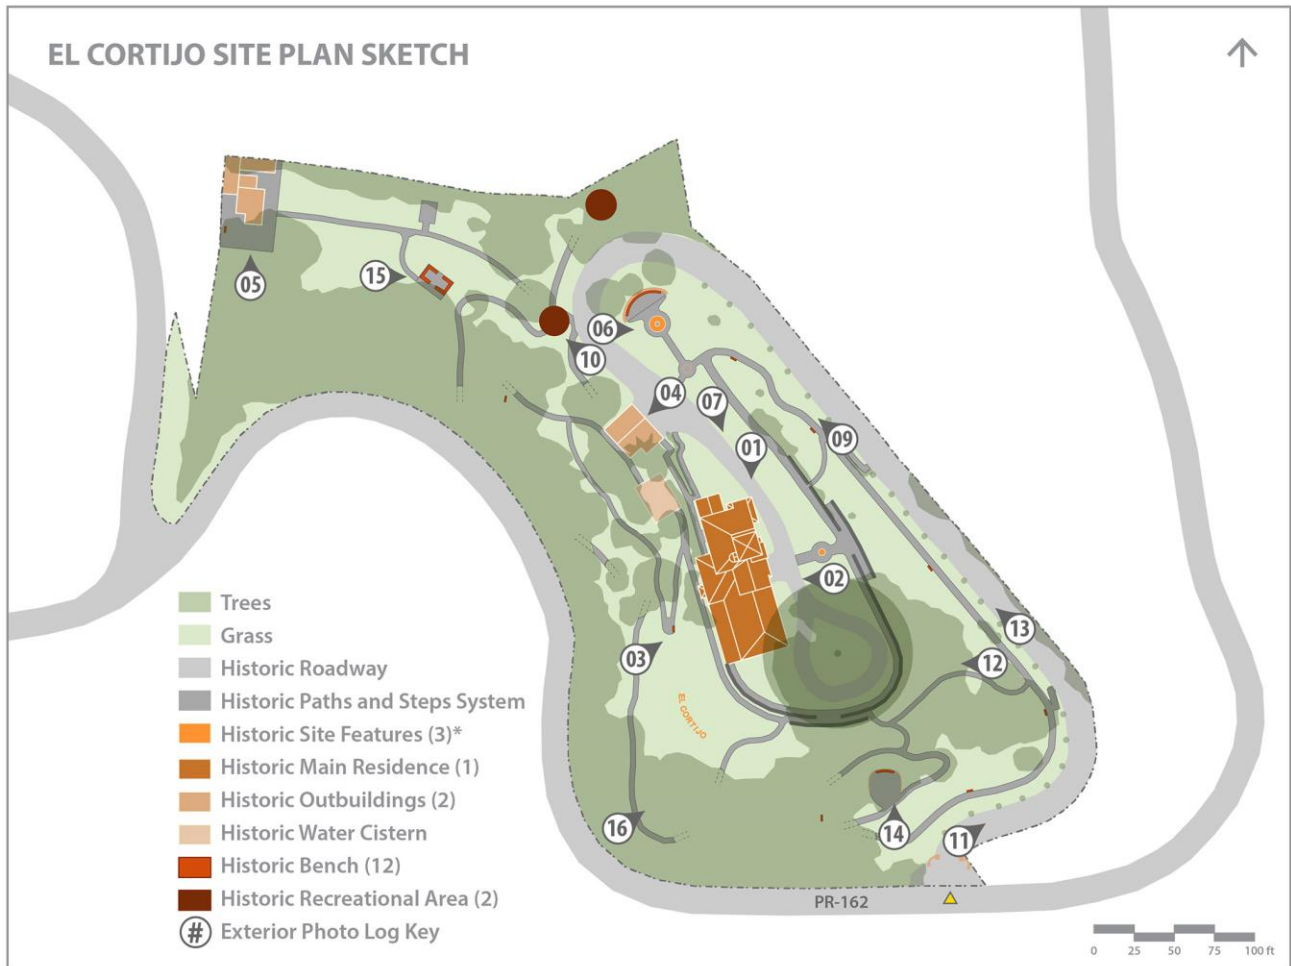 EL CORTIJO SITE PLAN SKETCH
05
15
06
10
04
07
01
09
02
03
13
12
EL CORTIJO
16
14
11
PR-162
Trees
Grass
Historic Roadway
Historic Paths and Steps System
Historic Site Features (3)*
Historic Main Residence (1)
Historic Outbuildings (2)
Historic Water Cistern
Historic Bench (12)
Historic Recreational Area (2)
# Exterior Photo Log Key
0 25 50 75 100 ft